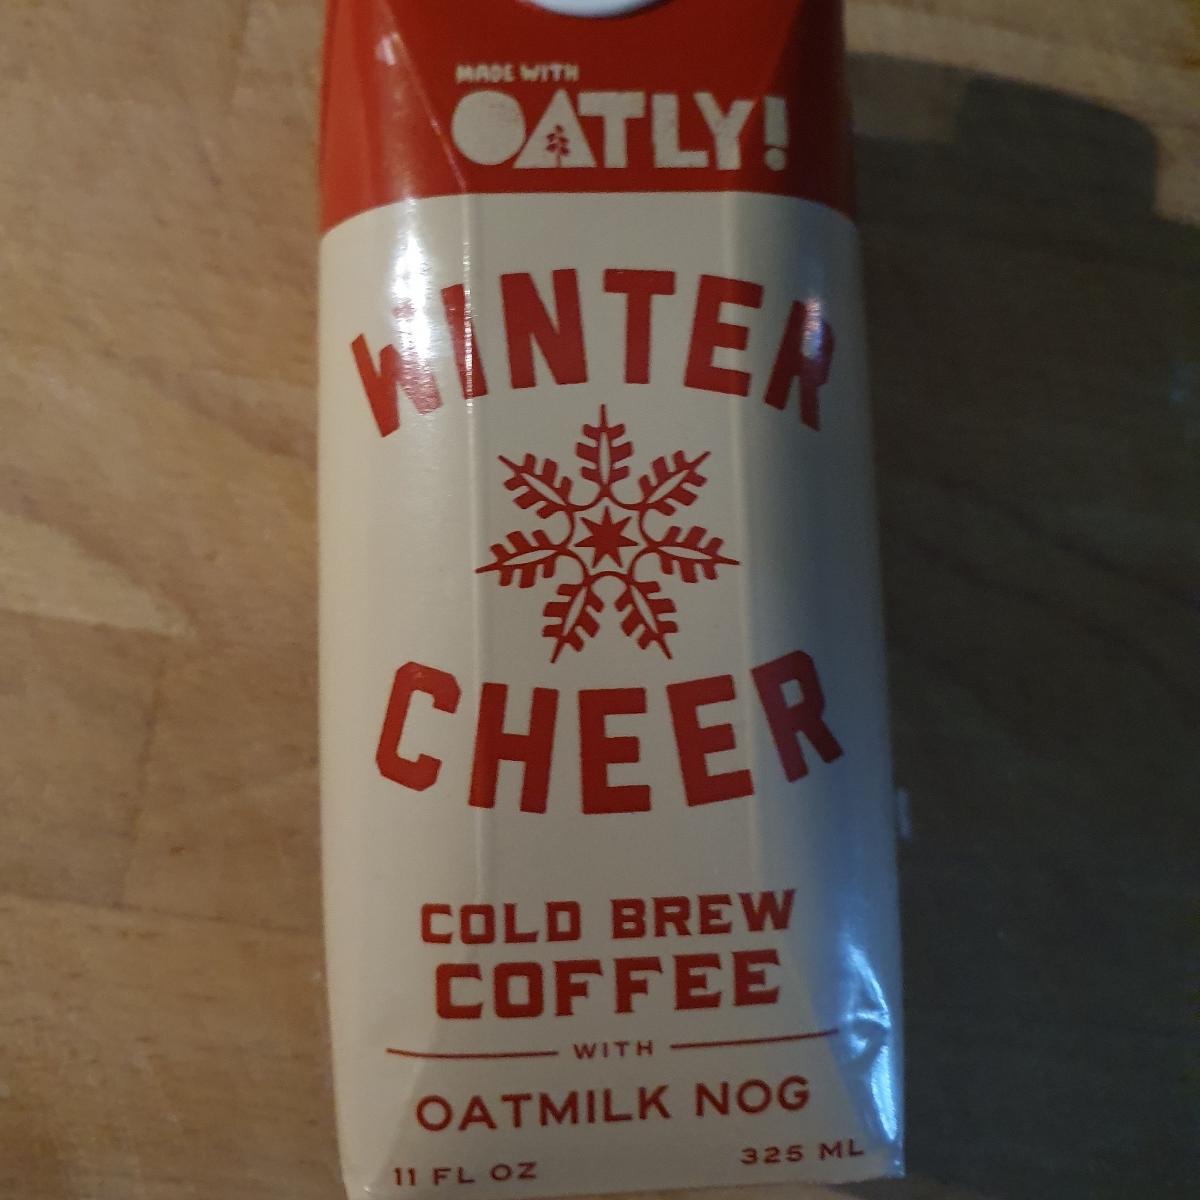 MADE WITH
OATLY!
WINTER
CHEER
COLD BREW
COFFEE
WITH
OATMILK NOG
11 FL OZ 325 ML